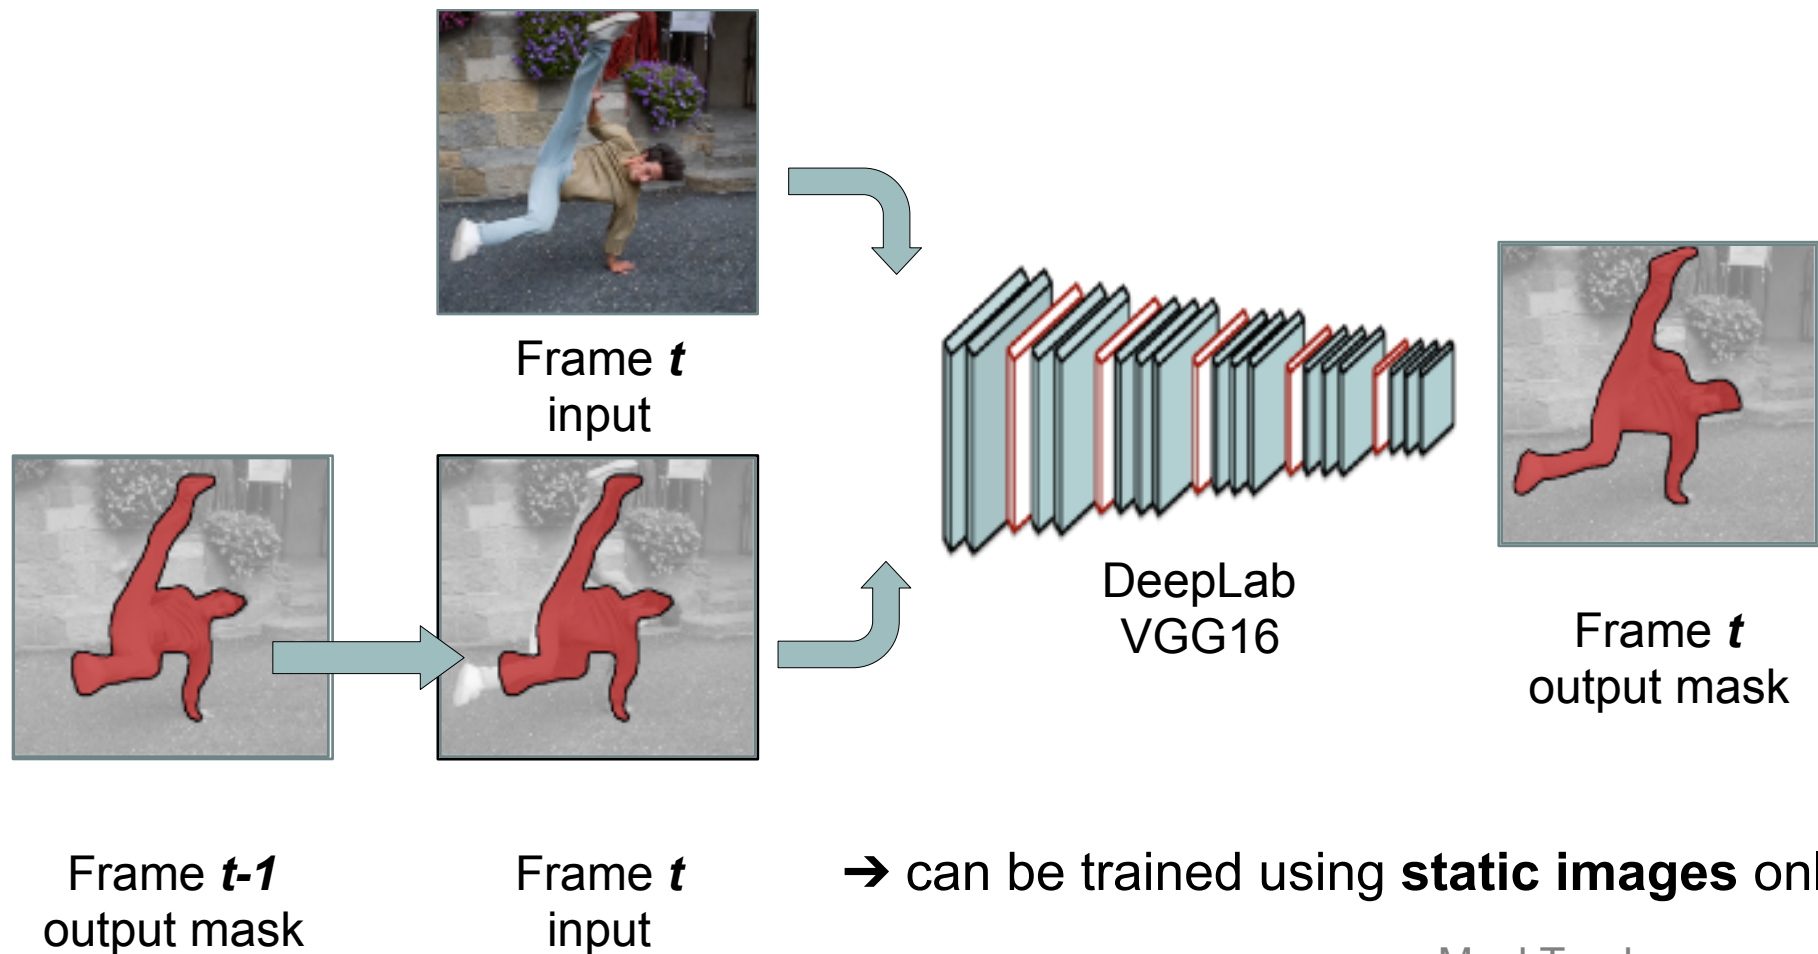 Frame t
input
DeepLab
VGG16
Frame t
output mask
Frame t-1
output mask
Frame t
input
➔ can be trained using static images